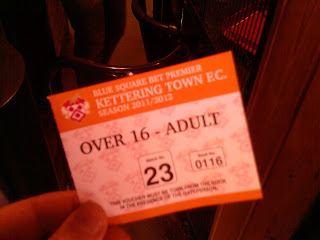 BLUE SQUARE BET PREMIER
KETTERING TOWN F.C.
SEASON 2011/2012
OVER 16 - ADULT
23
0116
THIS VOUCHER MUST BE TORN FROM THE BOOK
IN THE PRESENCE OF THE GATEPERSON.